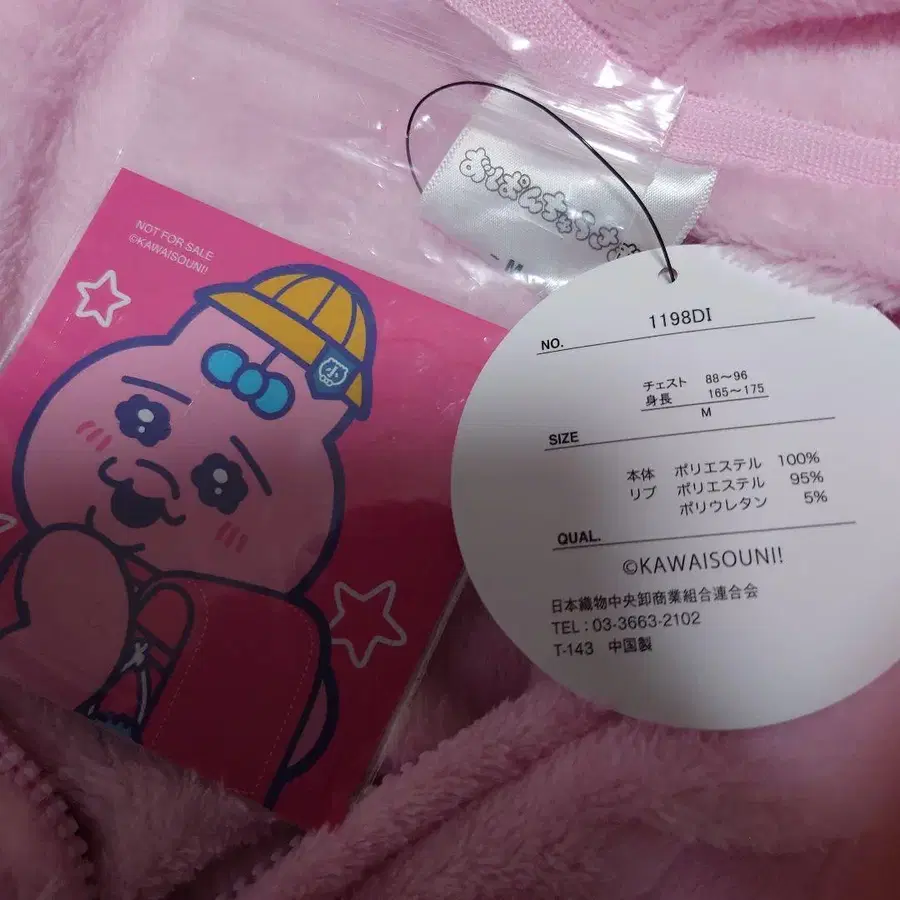 NOT FOR SALE
©KAWAISOUNI!
小
おぱんちゅうさぎ
- M
NO. 1198DI
チェスト 88〜96
身長 165〜175
M
SIZE
本体 ポリエステル 100%
リブ ポリエステル 95%
ポリウレタン 5%
QUAL.
©KAWAISOUNI!
日本織物中央卸商業組合連合会
TEL：03-3663-2102
T-143 中国製